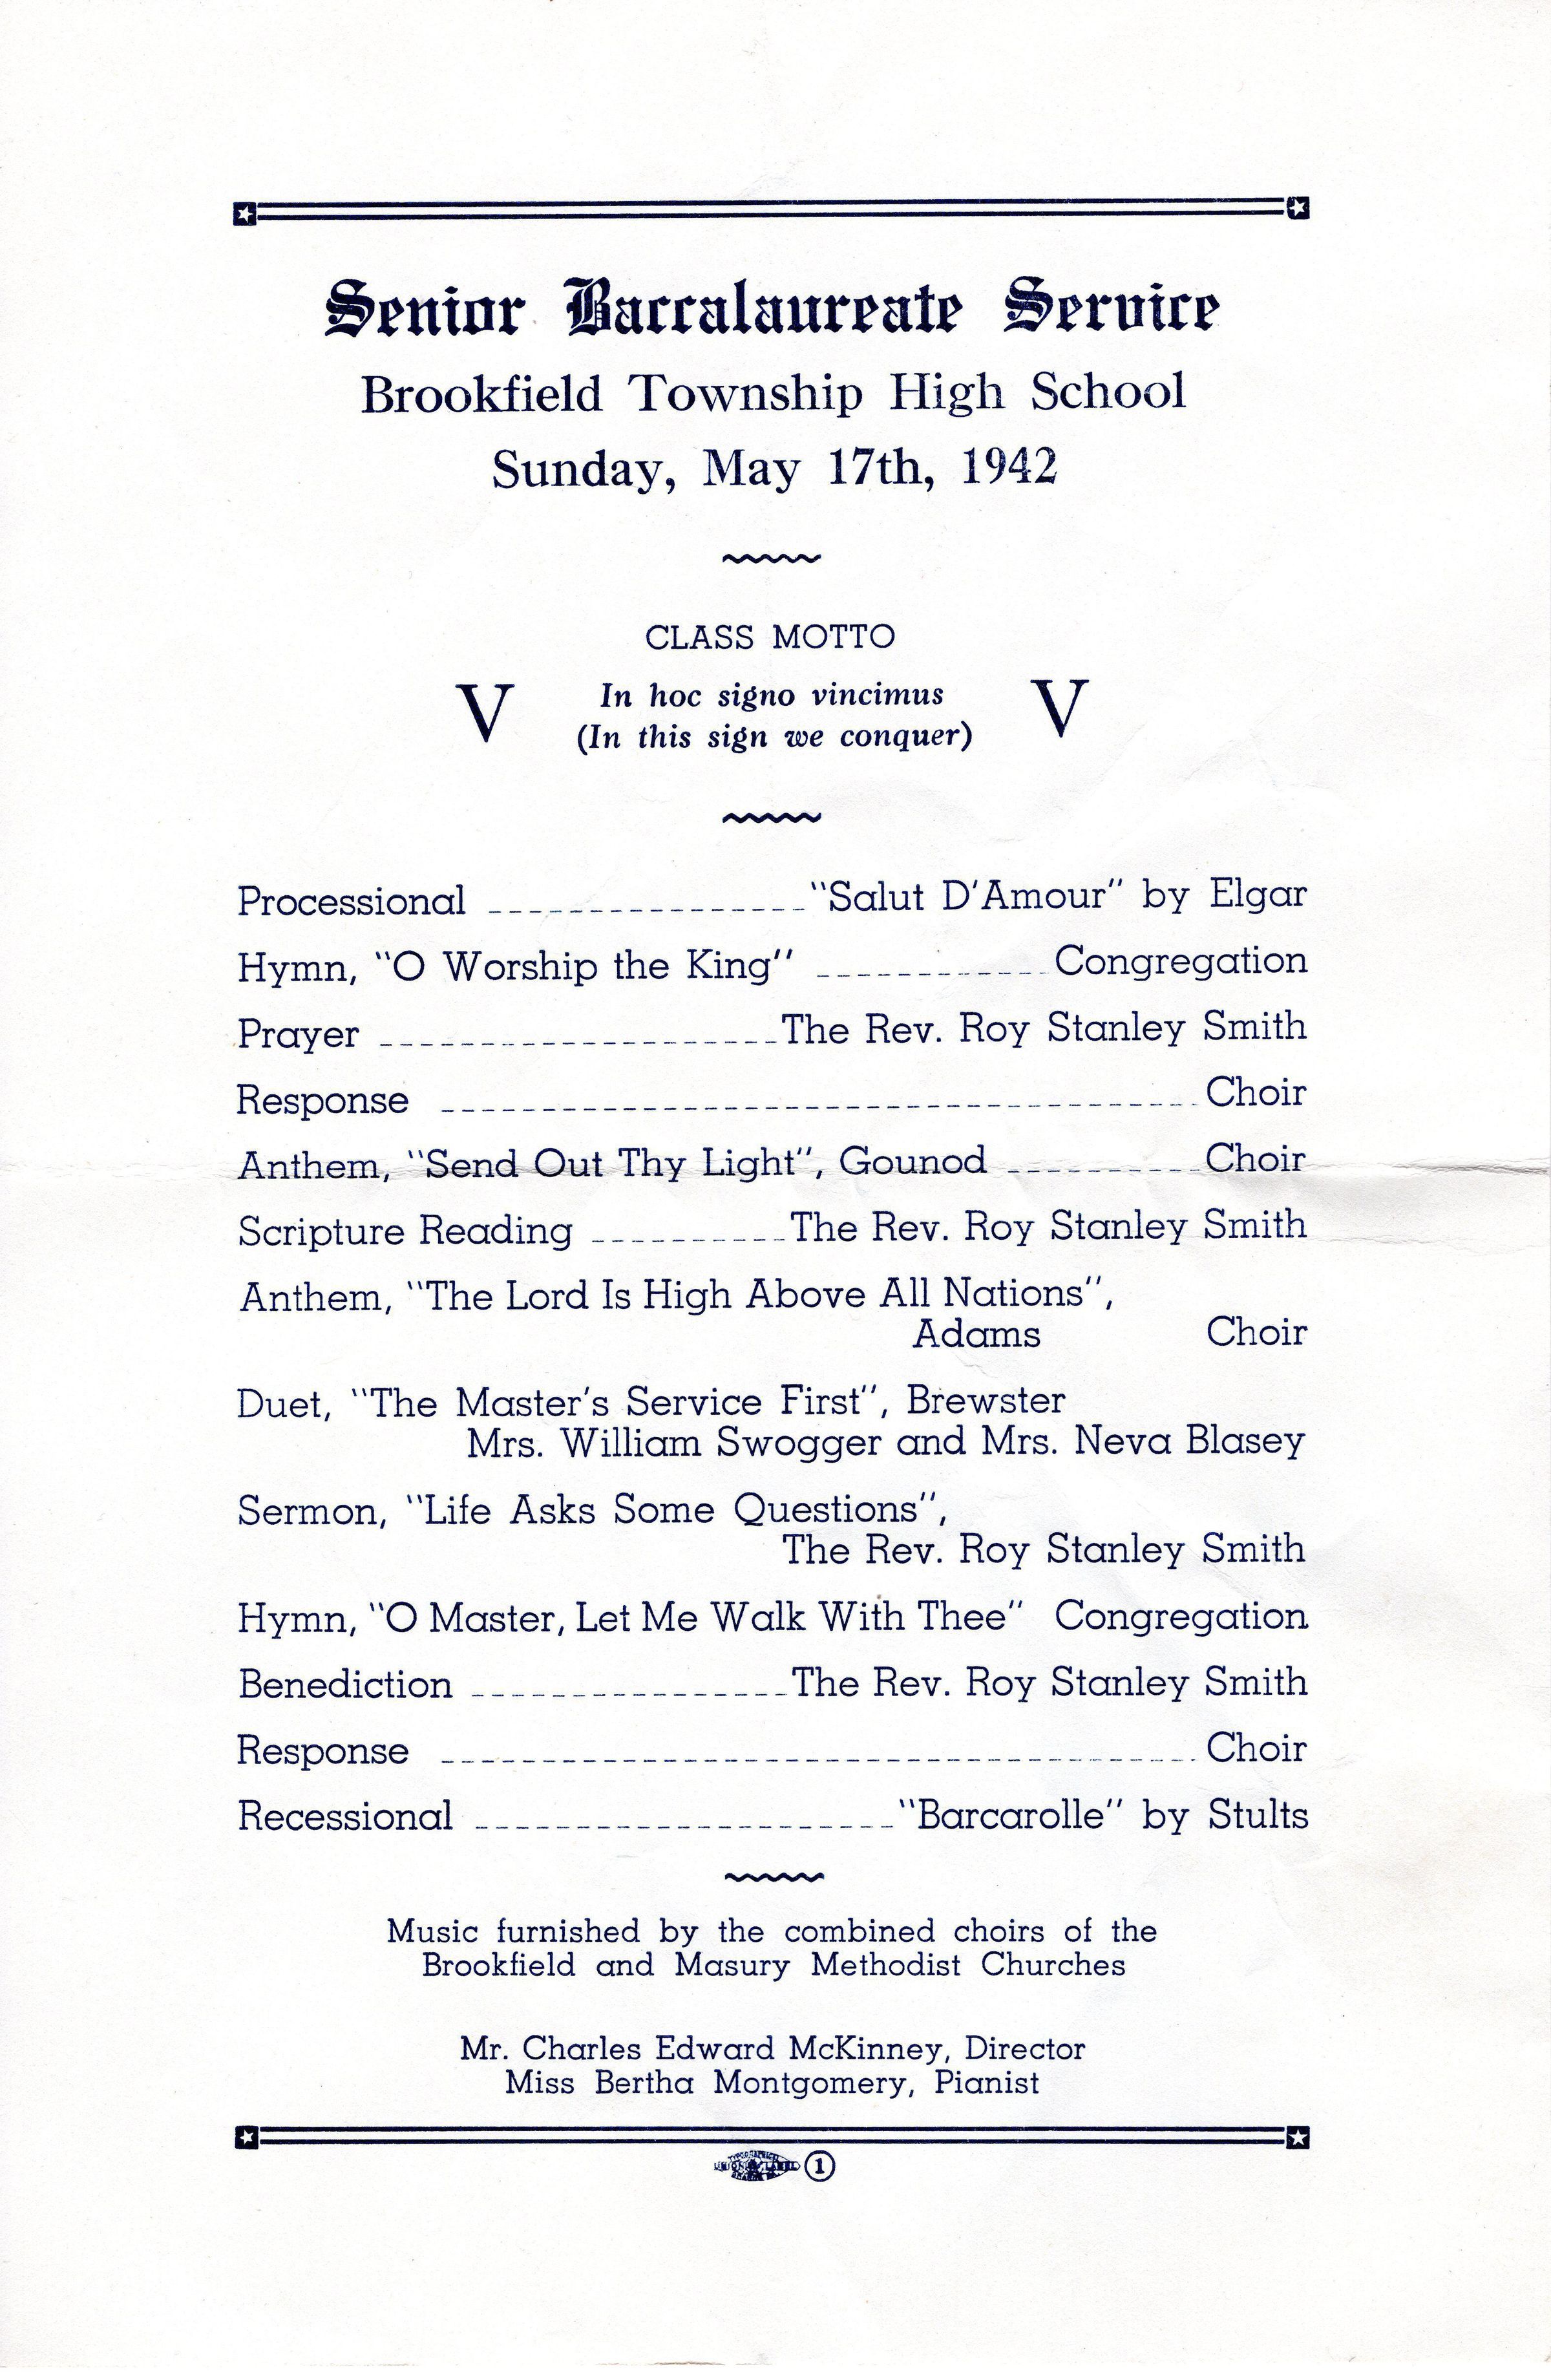 Senior Baccalaureate Service
Brookfield Township High School
Sunday, May 17th, 1942
CLASS MOTTO
V In hoc signo vincimus V
(In this sign we conquer)
Processional ---------------- "Salut D'Amour" by Elgar
Hymn, "O Worship the King" ------------ Congregation
Prayer -------------------- The Rev. Roy Stanley Smith
Response -------------------------------------- Choir
Anthem, "Send Out Thy Light", Gounod ---------- Choir
Scripture Reading ---------- The Rev. Roy Stanley Smith
Anthem, "The Lord Is High Above All Nations",
Adams Choir
Duet, "The Master's Service First", Brewster
Mrs. William Swogger and Mrs. Neva Blasey
Sermon, "Life Asks Some Questions",
The Rev. Roy Stanley Smith
Hymn, "O Master, Let Me Walk With Thee" Congregation
Benediction ---------------- The Rev. Roy Stanley Smith
Response -------------------------------------- Choir
Recessional --------------------- "Barcarolle" by Stults
Music furnished by the combined choirs of the
Brookfield and Masury Methodist Churches
Mr. Charles Edward McKinney, Director
Miss Bertha Montgomery, Pianist
UNION LABEL 1